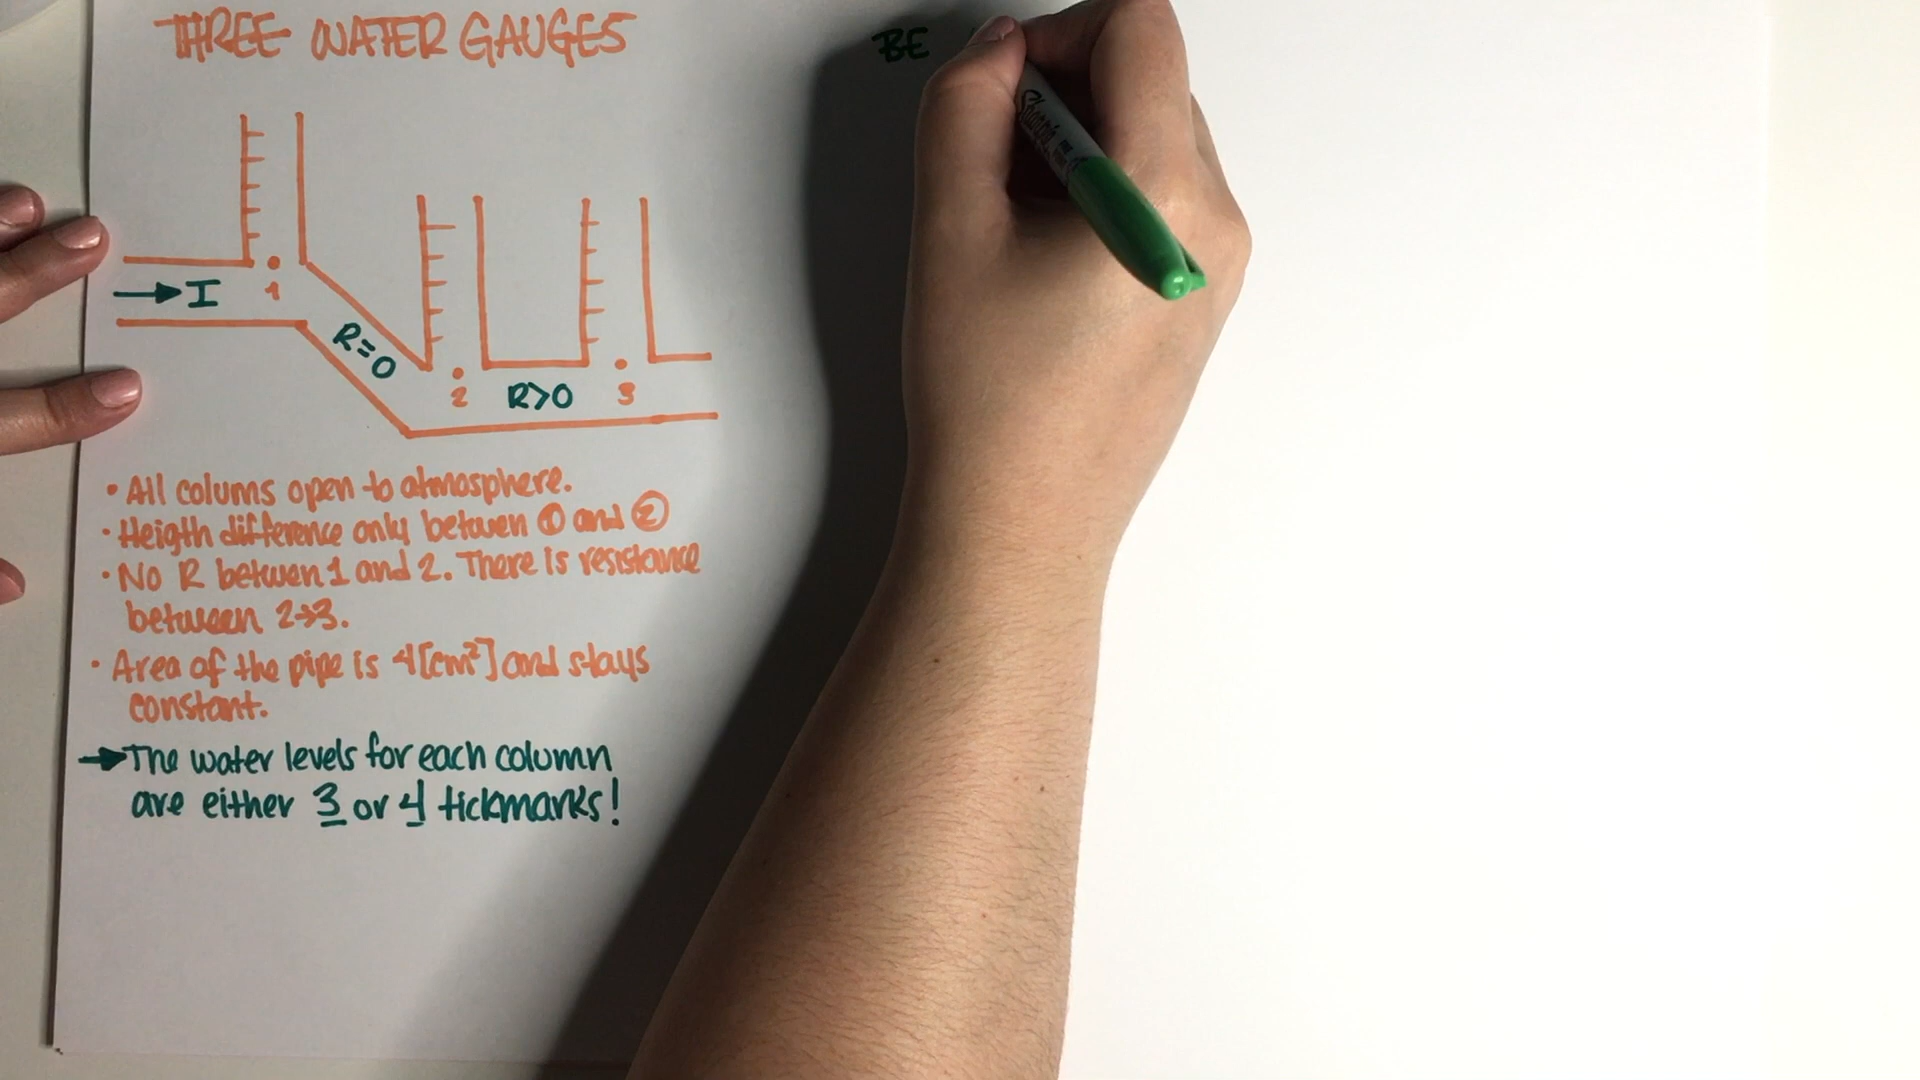 THREE WATER GAUGES
I
1
R=0
2
R>0
3
• All colums open to atmosphere.
• Heigth difference only betwen ① and ②
• No R betwen 1 and 2. There is resistance
between 2→3.
• Area of the pipe is 4[cm²] and stays
constant.
→ The water levels for each column
are either 3 or 4 tickmarks!
BE
Sharpie